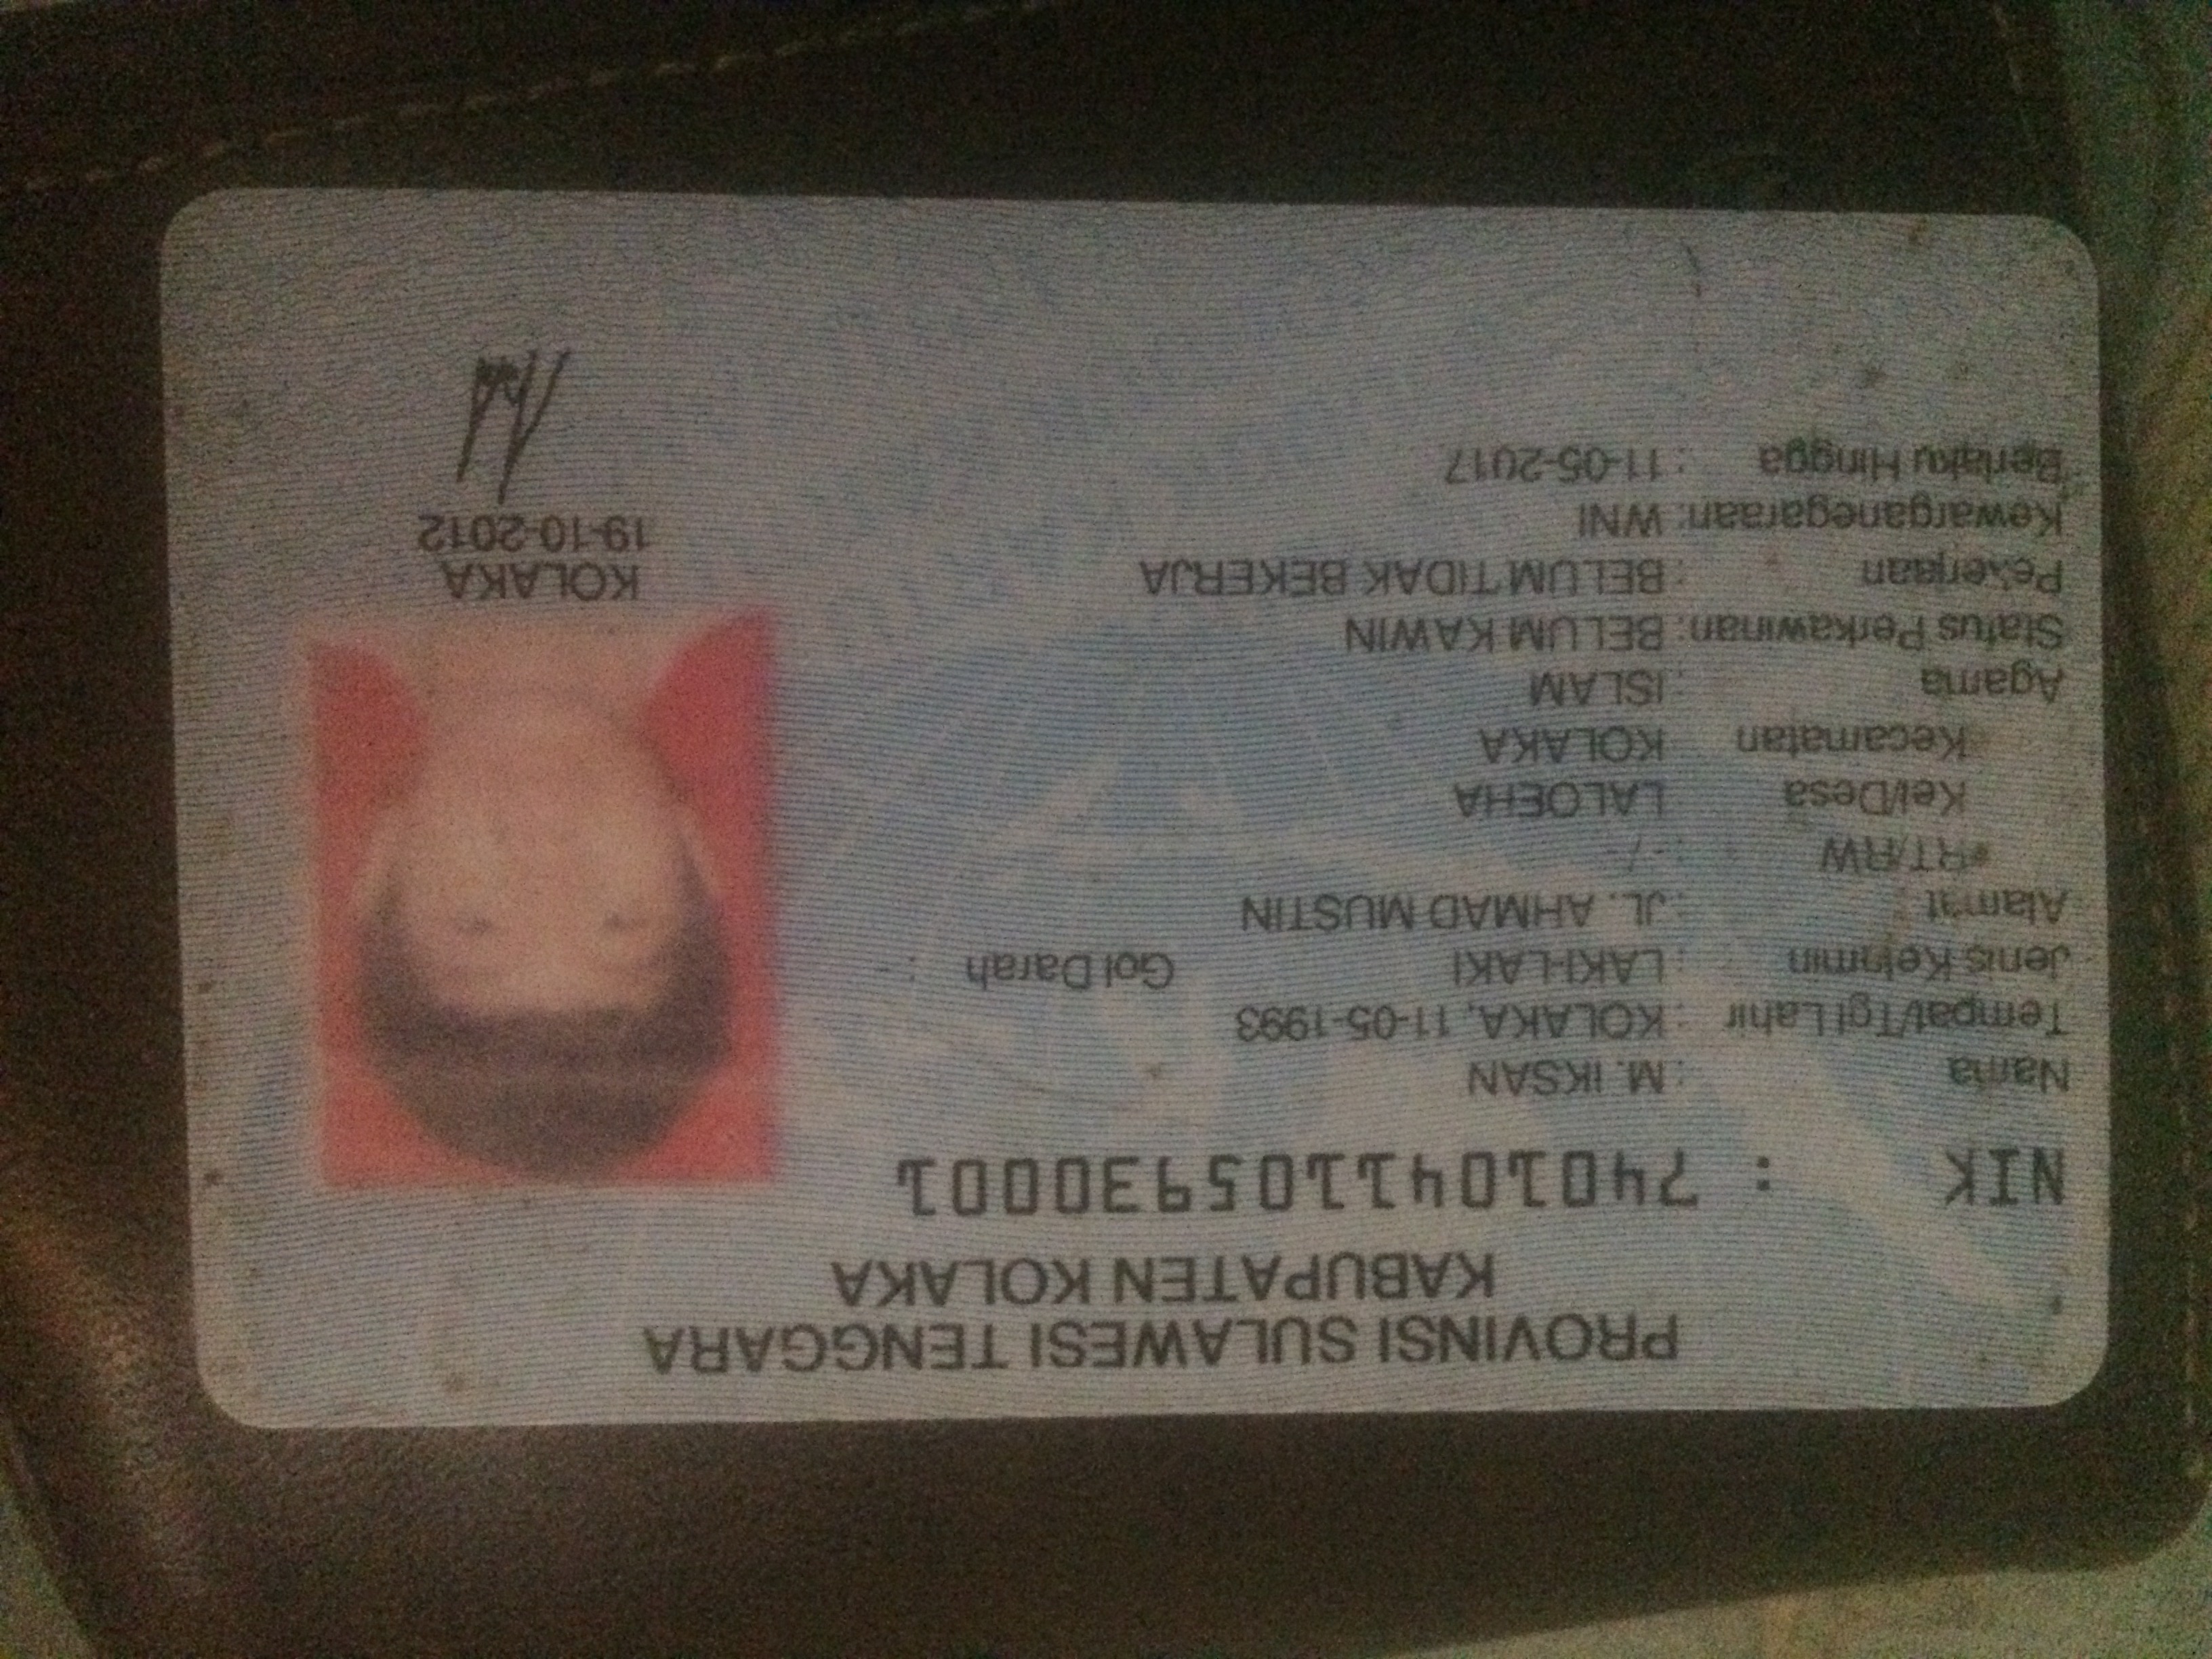 PROVINSI SULAWESI TENGGARA
KABUPATEN KOLAKA
NIK : 7401041105930001
Nama : M. IKSAN
Tempat/Tgl Lahir : KOLAKA, 11-05-1993
Jenis Kelamin : LAKI-LAKI Gol Darah : -
Alamat : JL. AHMAD MUSTIN
RT/RW : - / 
Kel/Desa LALOEHA
Kecamatan KOLAKA
Agama : ISLAM
Status Perkawinan: BELUM KAWIN
Pekerjaan : BELUM TIDAK BEKERJA
Kewarganegaraan: WNI
Berlaku Hingga : 11-05-2017
KOLAKA
19-10-2012